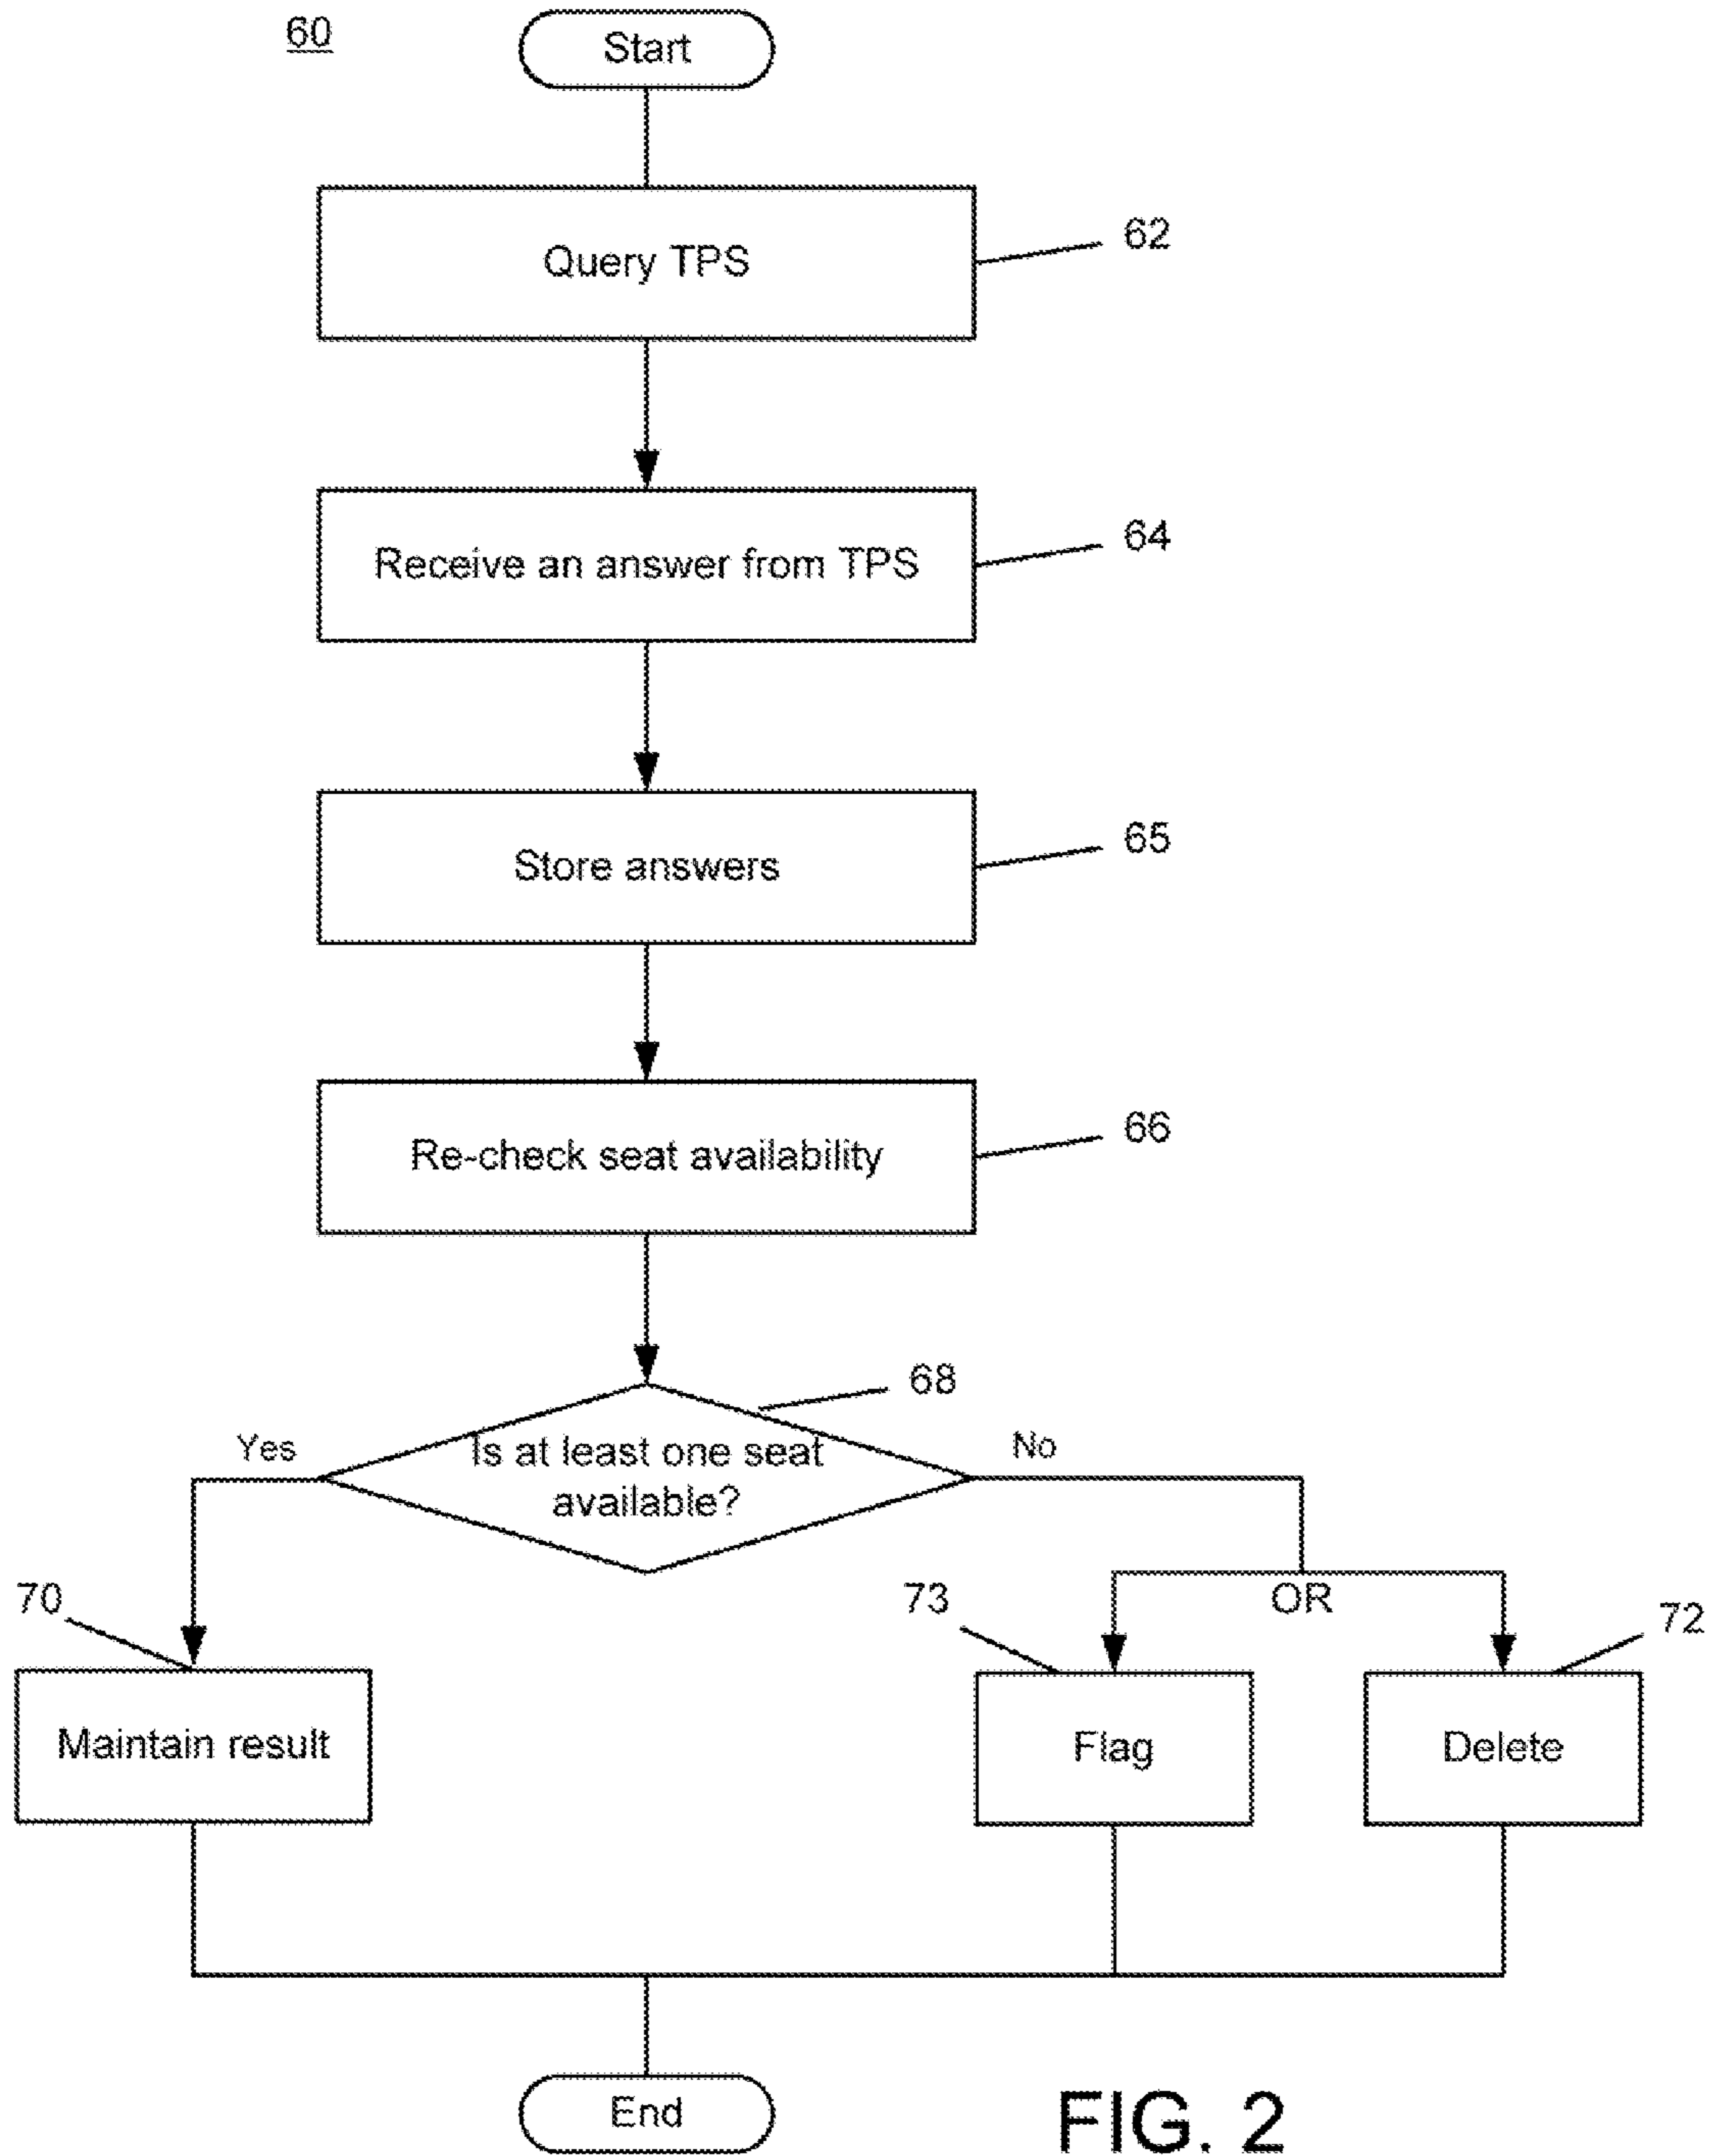 60
Start
Query TPS
62
Receive an answer from TPS
64
Store answers
65
Re-check seat availability
66
68
Yes
Is at least one seat
available?
No
70
73
OR
72
Maintain result
Flag
Delete
End
FIG. 2